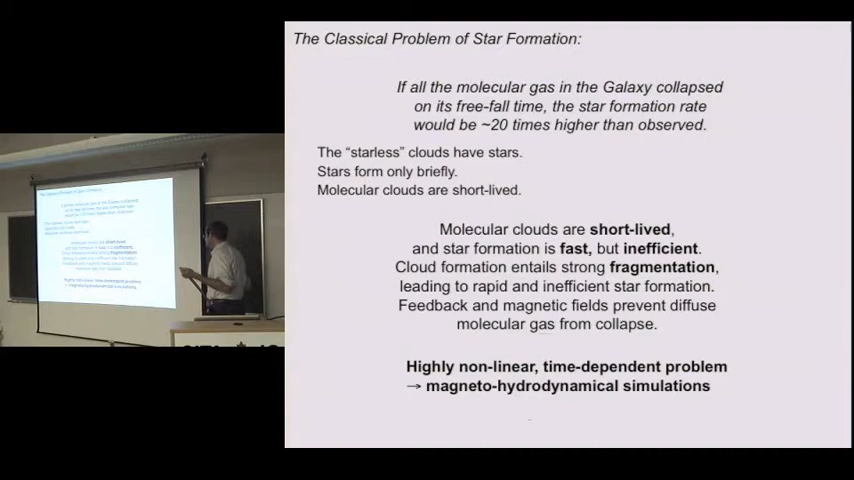 The Classical Problem of Star Formation:
If all the molecular gas in the Galaxy collapsed
on its free-fall time, the star formation rate
would be ~20 times higher than observed.
The “starless” clouds have stars.
Stars form only briefly.
Molecular clouds are short-lived.
Molecular clouds are short-lived,
and star formation is fast, but inefficient.
Cloud formation entails strong fragmentation,
leading to rapid and inefficient star formation.
Feedback and magnetic fields prevent diffuse
molecular gas from collapse.
Highly non-linear, time-dependent problem
→ magneto-hydrodynamical simulations